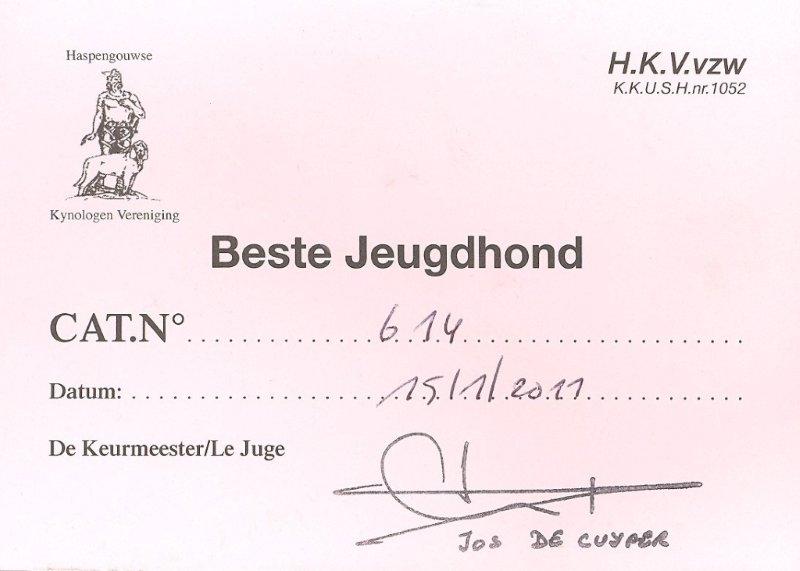 Haspengouwse
Kynologen Vereniging
H.K.V.vzw
K.K.U.S.H.nr.1052
Beste Jeugdhond
CAT.N° 614
Datum: 15/1/2011
De Keurmeester/Le Juge
JOS DE CUYPER